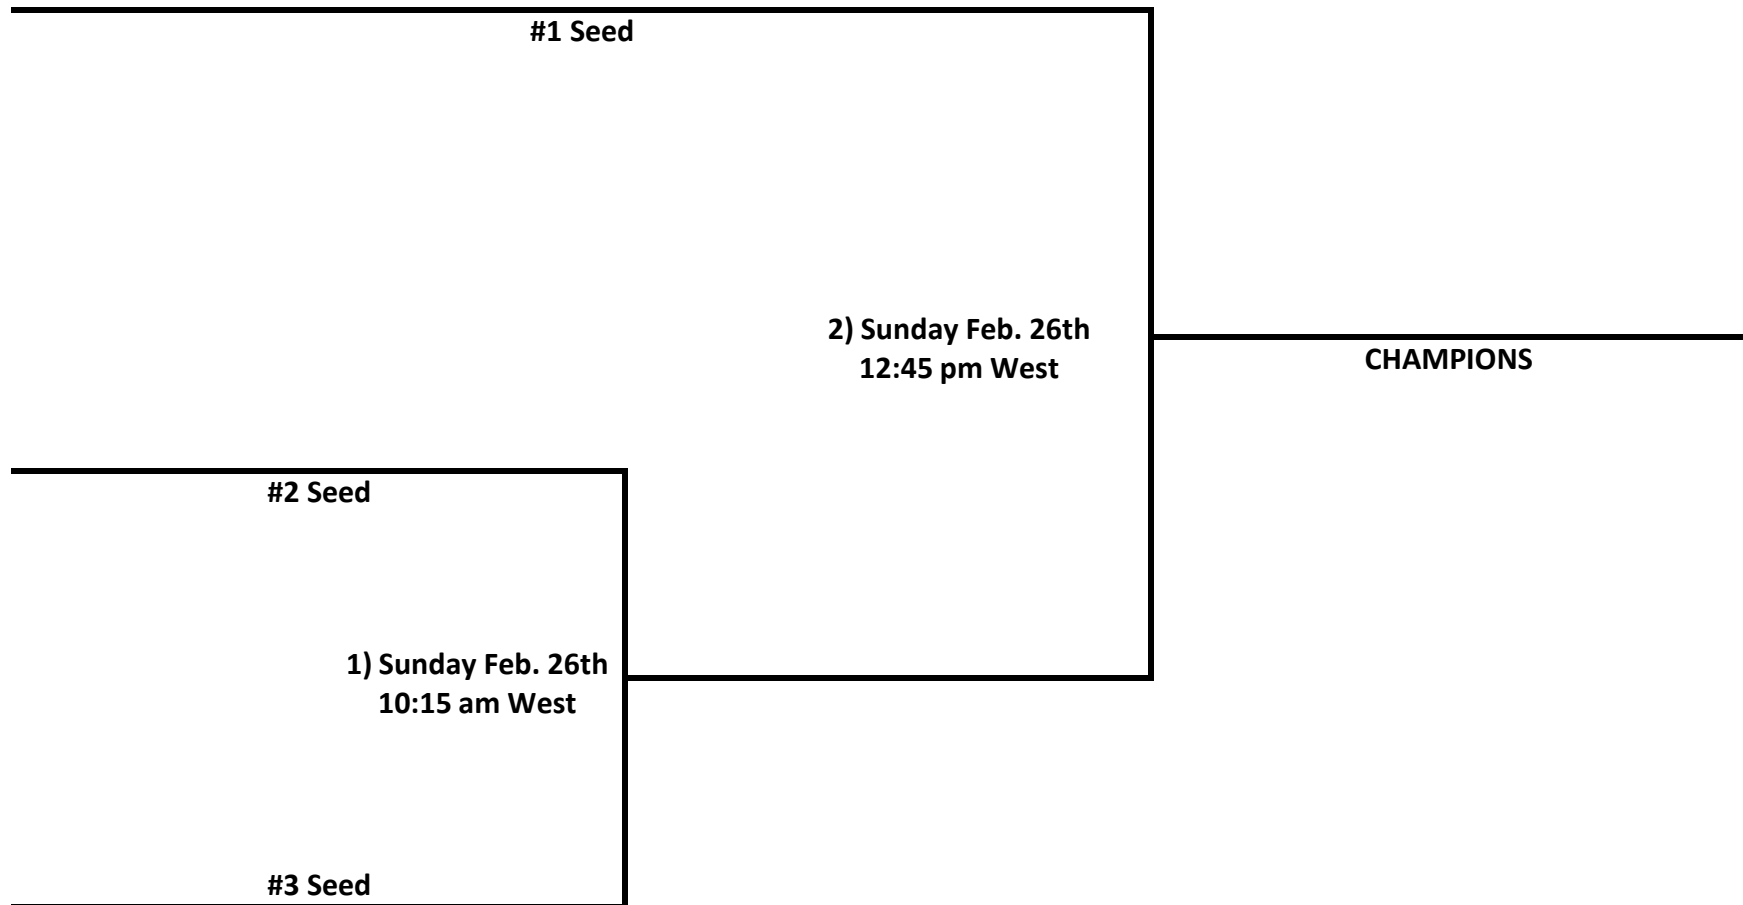 #1 Seed
2) Sunday Feb. 26th
12:45 pm West
CHAMPIONS
#2 Seed
1) Sunday Feb. 26th
10:15 am West
#3 Seed